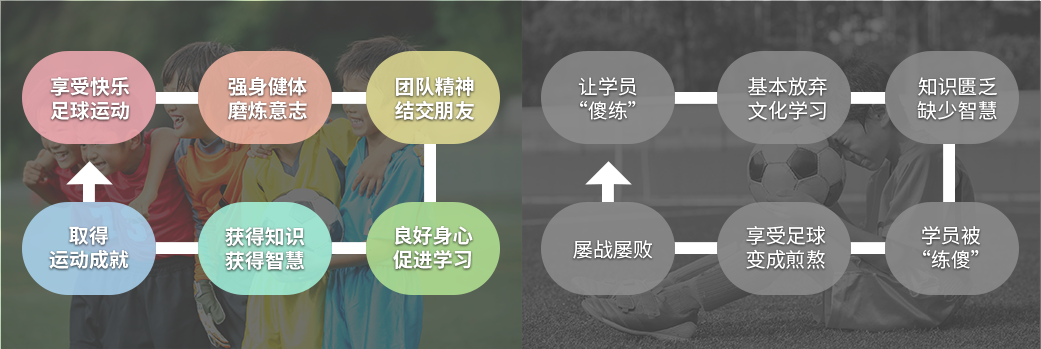 享受快乐
足球运动
强身健体
磨炼意志
团队精神
结交朋友
良好身心
促进学习
获得知识
获得智慧
取得
运动成就
让学员
“傻练”
基本放弃
文化学习
知识匮乏
缺少智慧
学员被
“练傻”
享受足球
变成煎熬
屡战屡败